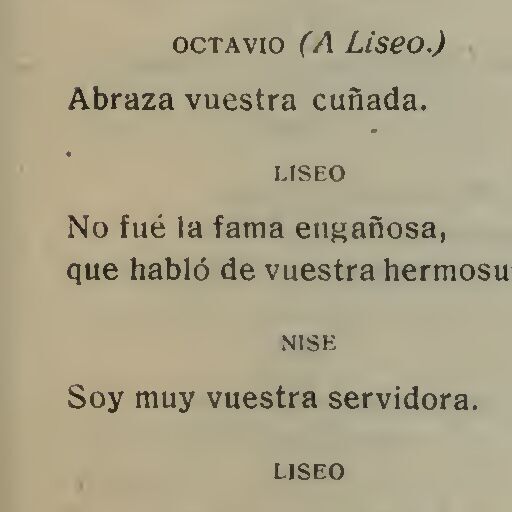 OCTAVIO (A Liseo.)
Abraza vuestra cuñada.
LISEO
No fué la fama engañosa,
que habló de vuestra hermosu
NISE
Soy muy vuestra servidora.
LISEO